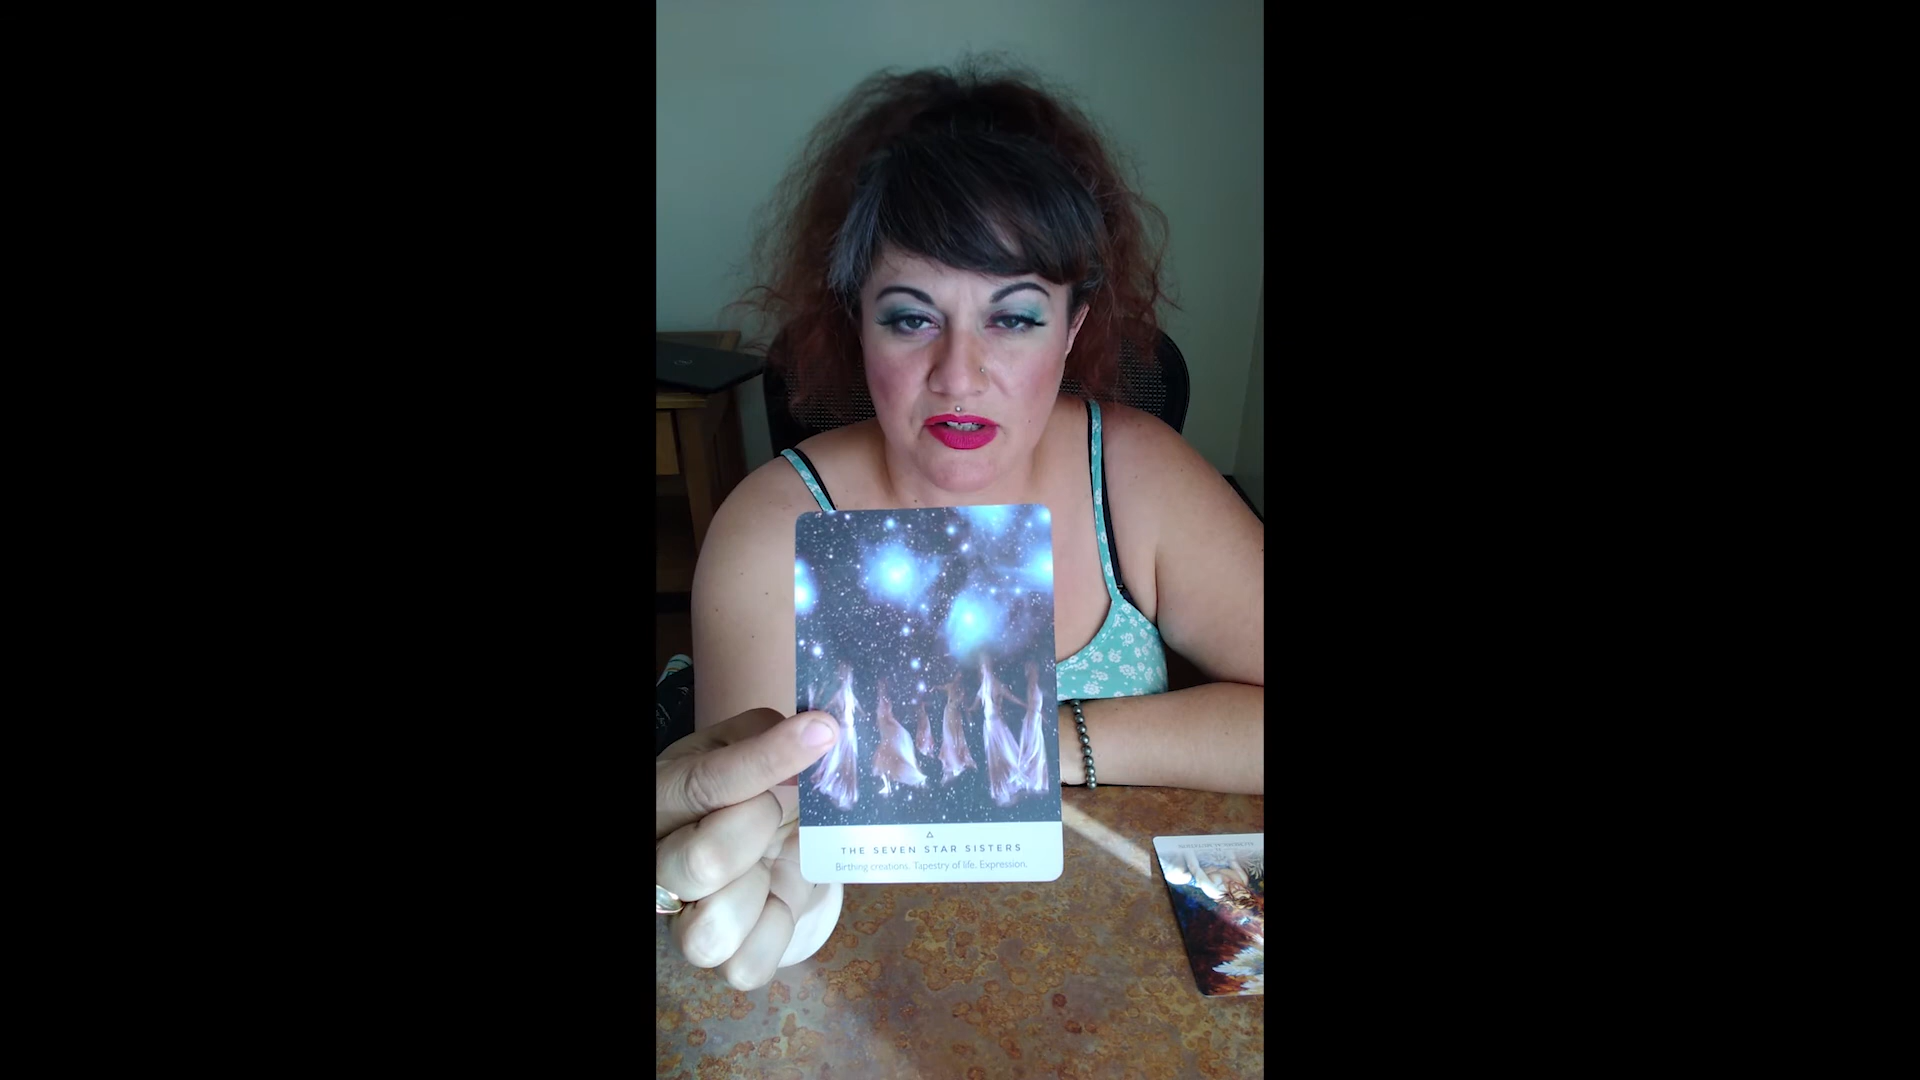 THE SEVEN STAR SISTERS
Birthing creations. Tapestry of life. Expression.